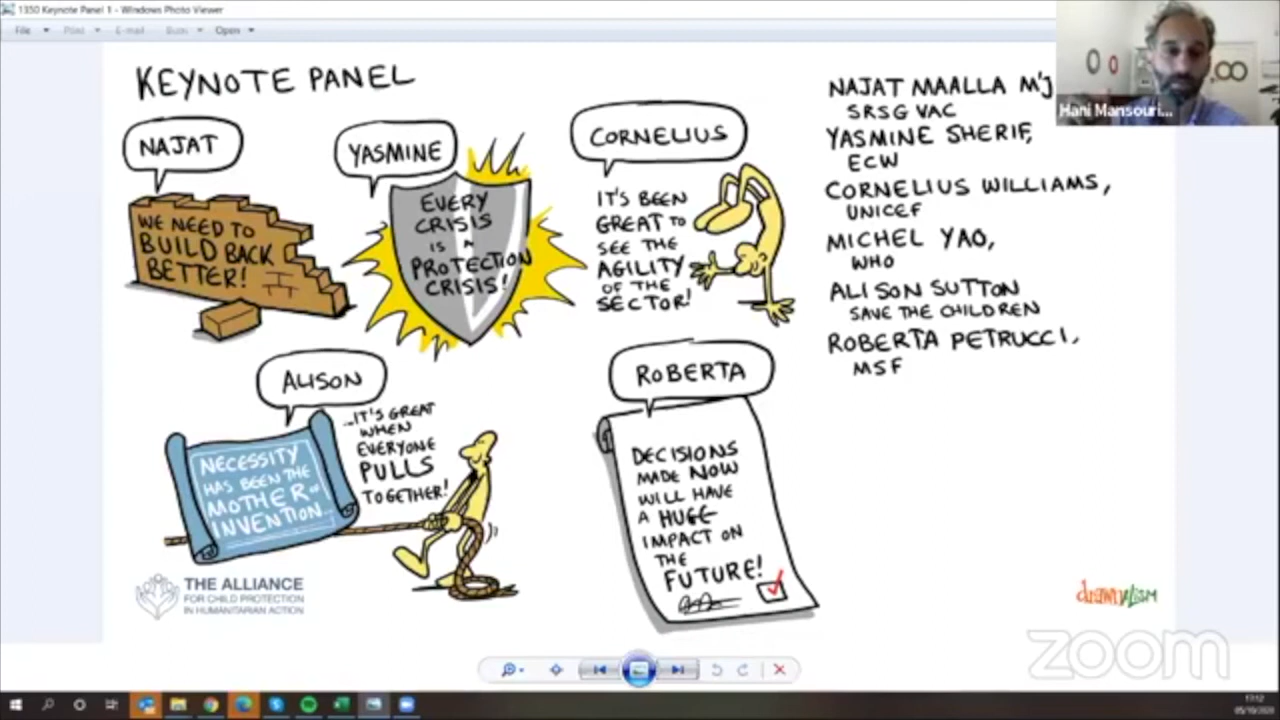 1350 Keynote Panel 1 - Windows Photo Viewer
File Print E-mail Burn Open
KEYNOTE PANEL
NAJAT
WE NEED TO
BUILD BACK
BETTER!
YASMINE
EVERY
CRISIS
IS A
PROTECTION
CRISIS!
CORNELIUS
IT'S BEEN
GREAT TO
SEE THE
AGILITY
OF THE
SECTOR!
ALISON
NECESSITY
HAS BEEN THE
MOTHER OF
INVENTION...
...IT'S GREAT
WHEN
EVERYONE
PULLS
TOGETHER!
ROBERTA
DECISIONS
MADE NOW
WILL HAVE
A HUGE
IMPACT ON
THE
FUTURE!
NAJAT MAALLA M'J
SRSG VAC
YASMINE SHERIF,
ECW
CORNELIUS WILLIAMS,
UNICEF
MICHEL YAO,
WHO
ALISON SUTTON
SAVE THE CHILDREN
ROBERTA PETRUCCI,
MSF
Hani Mansouri...
THE ALLIANCE
FOR CHILD PROTECTION
IN HUMANITARIAN ACTION
drawnalism
zoom
17:12
05/10/2020